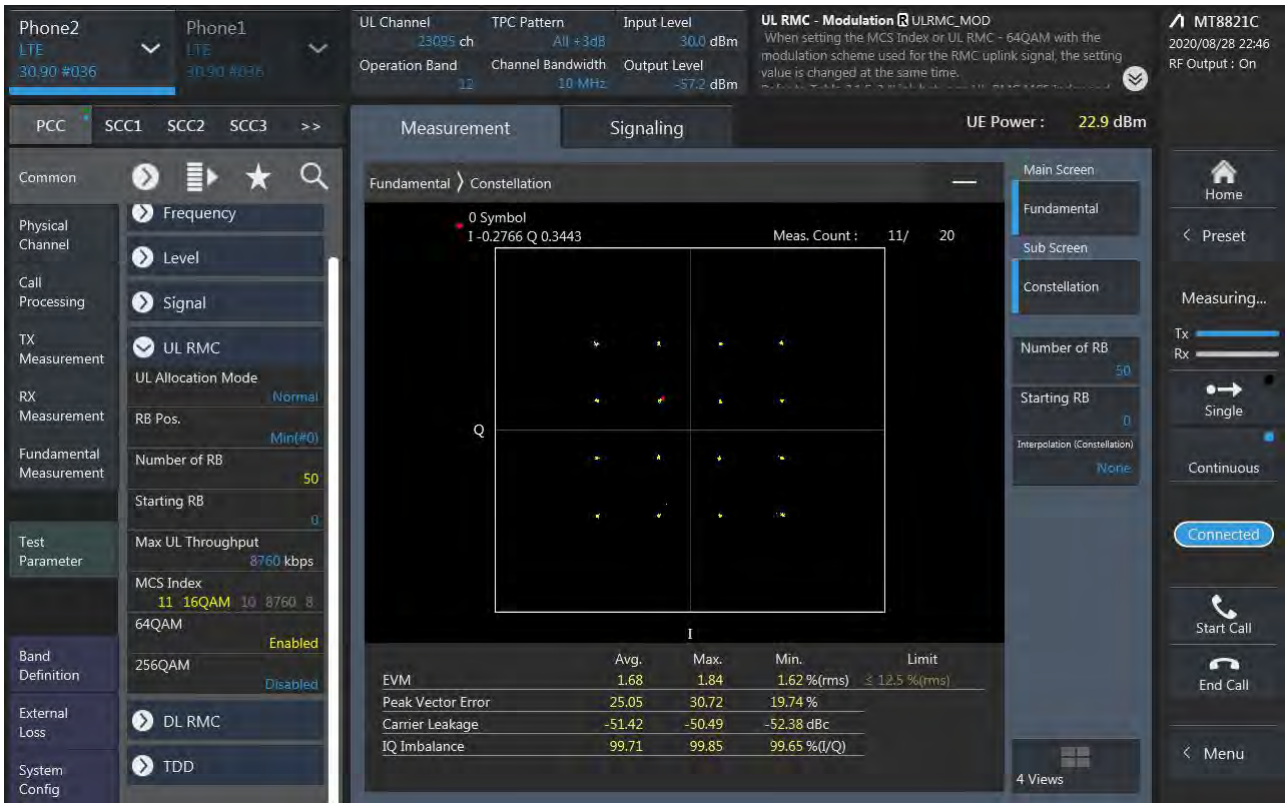 Phone2
LTE
30.90 #036
Phone1
LTE
30.90 #036
UL Channel
23095 ch
TPC Pattern
All +3dB
Input Level
30.0 dBm
Operation Band
12
Channel Bandwidth
10 MHz
Output Level
-57.2 dBm
UL RMC - Modulation R ULRMC_MOD
When setting the MCS Index or UL RMC - 64QAM with the
modulation scheme used for the RMC uplink signal, the setting
value is changed at the same time.
MT8821C
2020/08/28 22:46
RF Output : On
PCC SCC1 SCC2 SCC3 >>
Measurement
Signaling
UE Power : 22.9 dBm
Common
Physical
Channel
Call
Processing
TX
Measurement
RX
Measurement
Fundamental
Measurement
Test
Parameter
Band
Definition
External
Loss
System
Config
Frequency
Level
Signal
UL RMC
UL Allocation Mode
Normal
RB Pos.
Min(#0)
Number of RB
50
Starting RB
0
Max UL Throughput
8760 kbps
MCS Index
11 16QAM 10 8760 8
64QAM
Enabled
256QAM
Disabled
DL RMC
TDD
Fundamental 〉 Constellation
0 Symbol
I -0.2766 Q 0.3443
Meas. Count : 11/ 20
Q
I
Avg. Max. Min. Limit
EVM 1.68 1.84 1.62 %(rms) ≤ 12.5 %(rms)
Peak Vector Error 25.05 30.72 19.74 %
Carrier Leakage -51.42 -50.49 -52.38 dBc
IQ Imbalance 99.71 99.85 99.65 %(I/Q)
Main Screen
Fundamental
Sub Screen
Constellation
Number of RB
50
Starting RB
0
Interpolation (Constellation)
None
4 Views
Home
< Preset
Measuring...
Tx
Rx
Single
Continuous
Connected
Start Call
End Call
< Menu